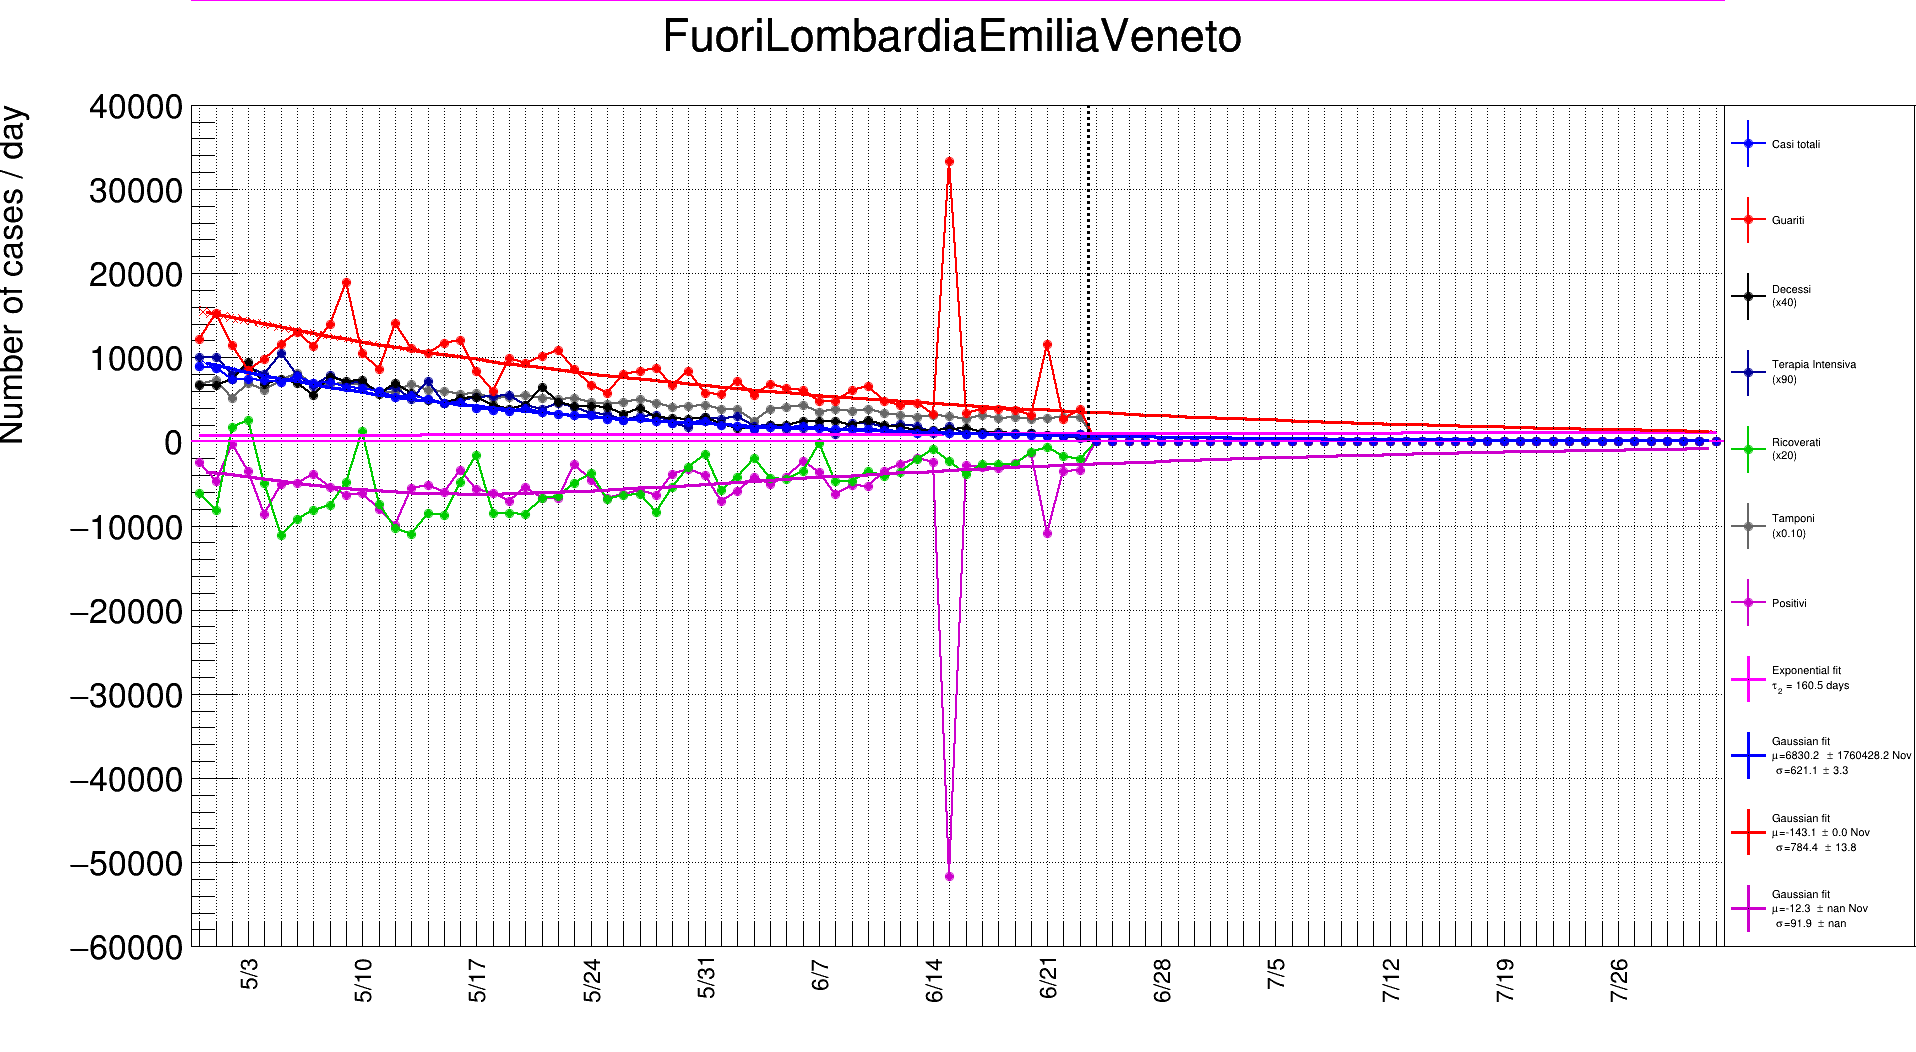 FuoriLombardiaEmiliaVeneto
Number of cases / day
40000
30000
20000
10000
0
−10000
−20000
−30000
−40000
−50000
−60000
5/3
5/10
5/17
5/24
5/31
6/7
6/14
6/21
6/28
7/5
7/12
7/19
7/26
Casi totali
Guariti
Decessi
(x40)
Terapia Intensiva
(x90)
Ricoverati
(x20)
Tamponi
(x0.10)
Positivi
Exponential fit
τ2 = 160.5 days
Gaussian fit
μ=6830.2 ± 1760428.2 Nov
σ=621.1 ± 3.3
Gaussian fit
μ=-143.1 ± 0.0 Nov
σ=784.4 ± 13.8
Gaussian fit
μ=-12.3 ± nan Nov
σ=91.9 ± nan